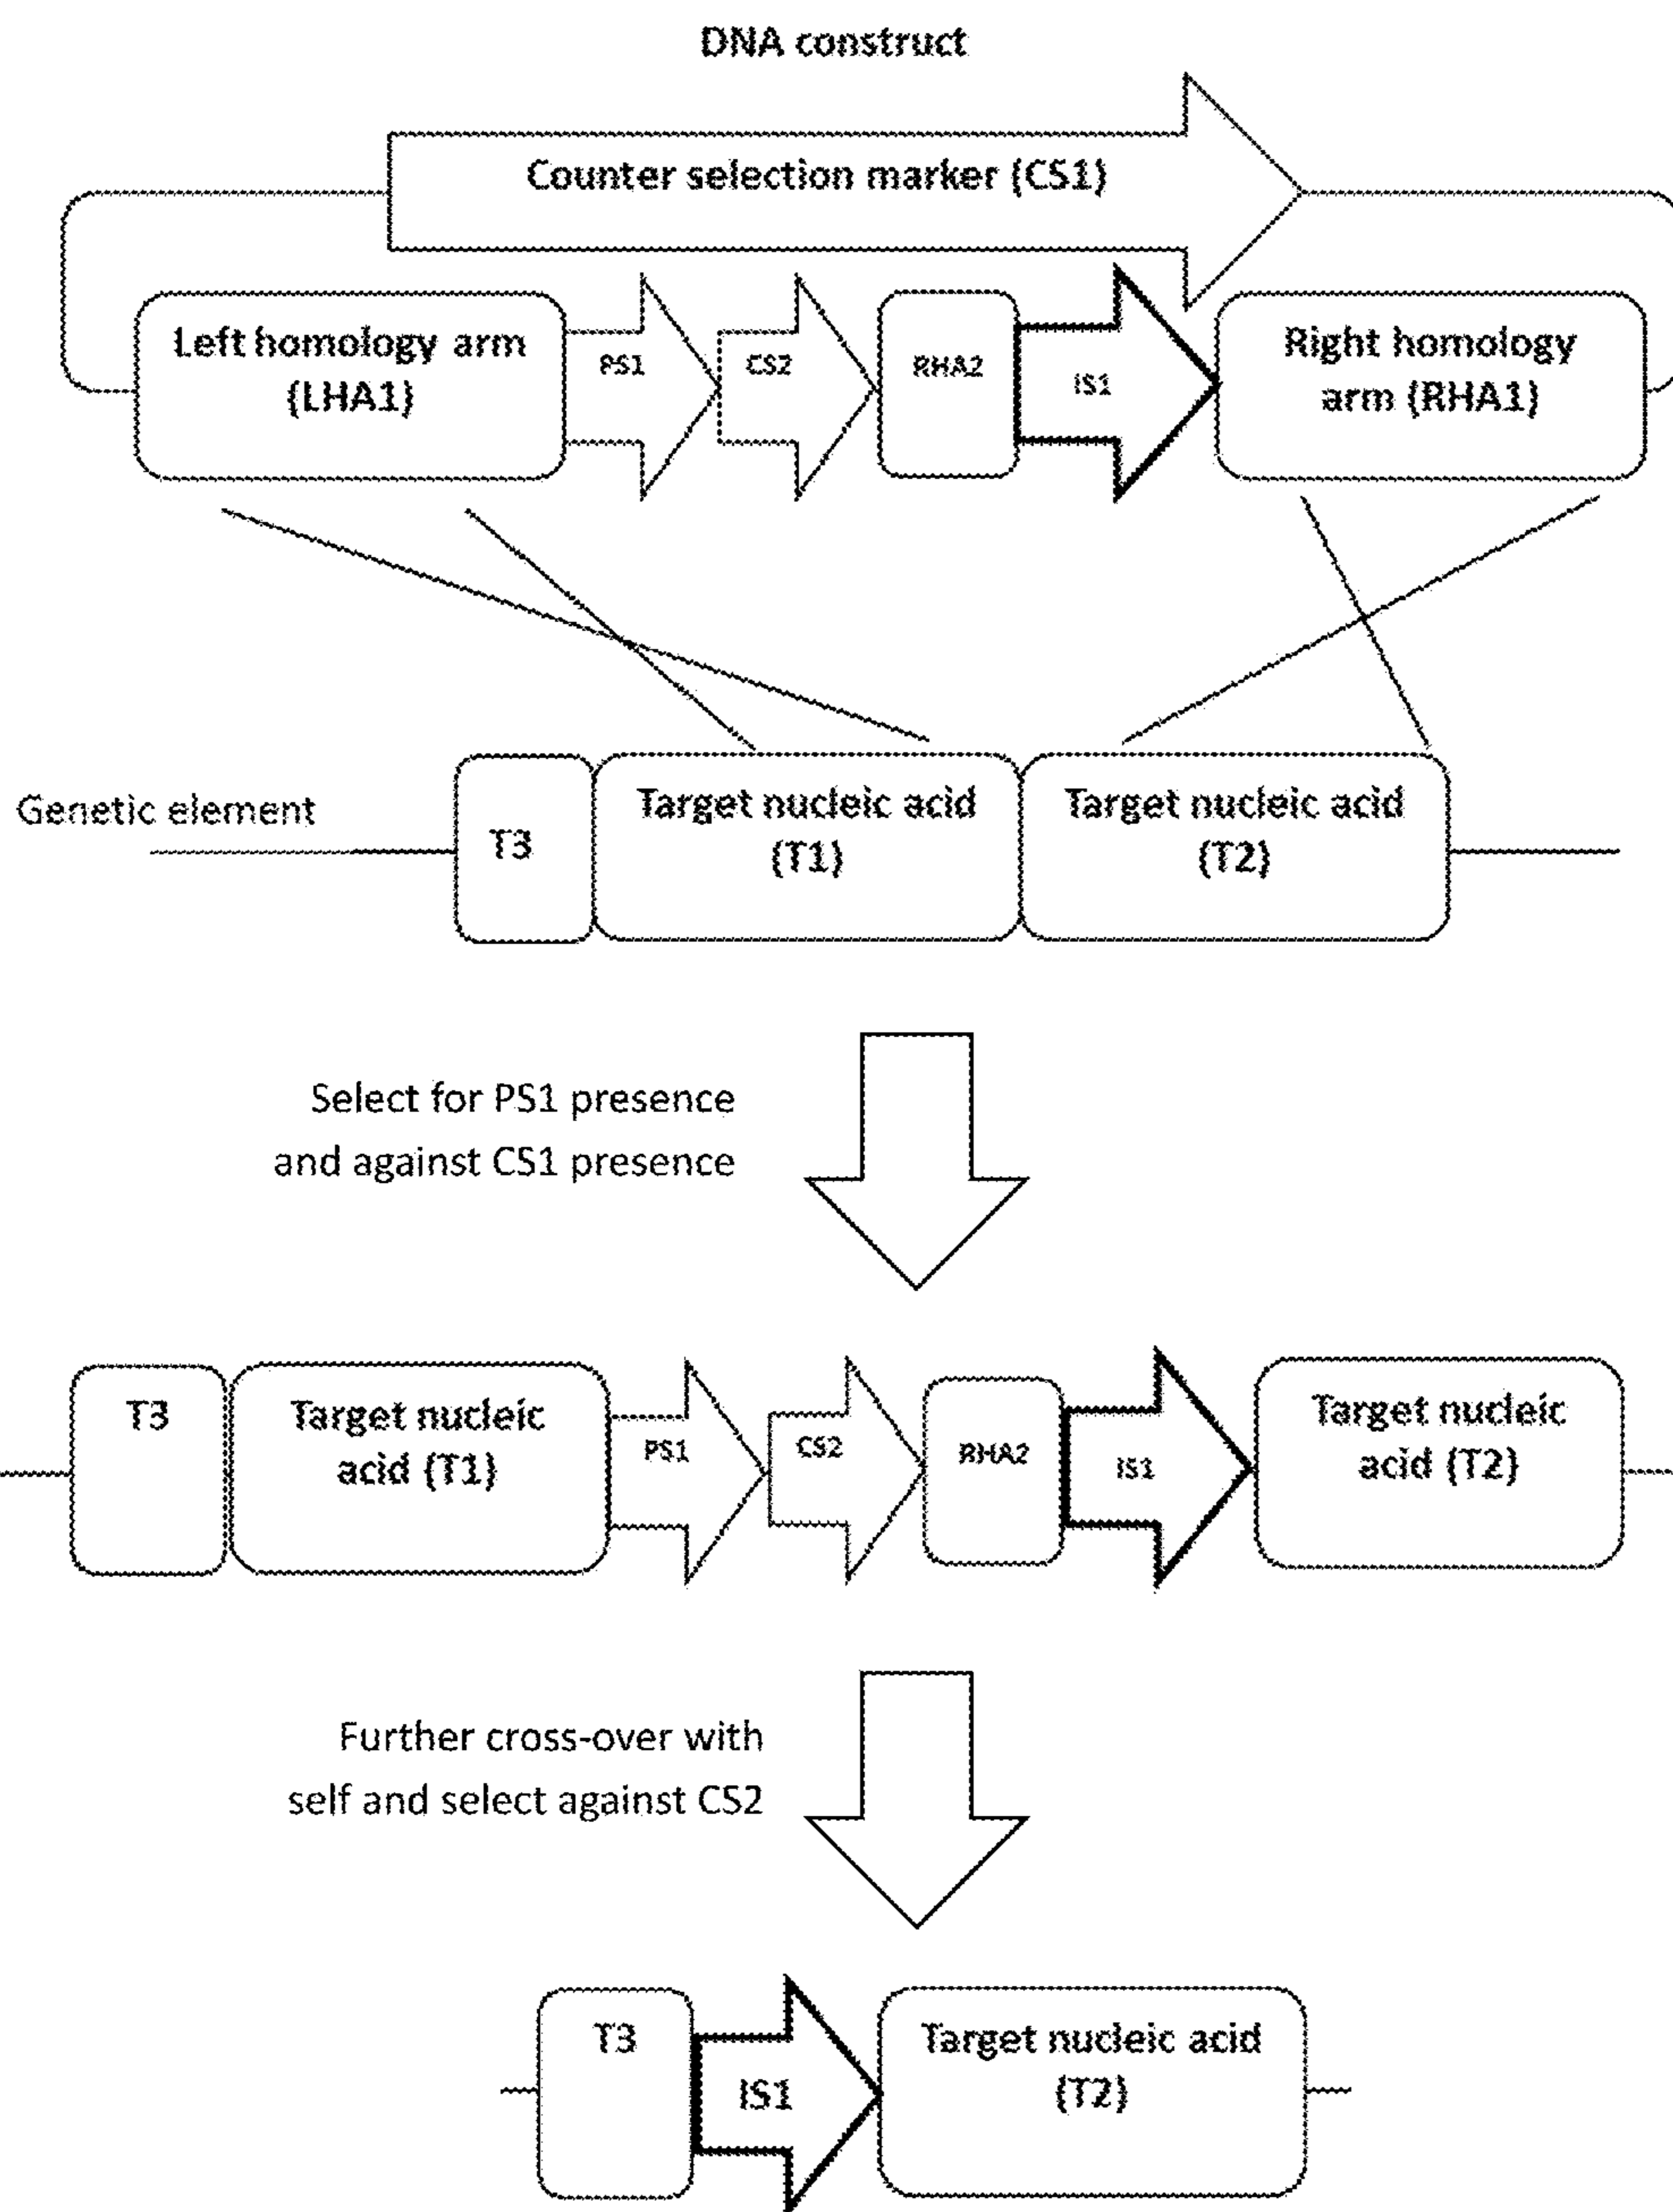 DNA construct
Counter selection marker (CS1)
Left homology arm
(LHA1)
PS1
CS2
RHA2
IS1
Right homology
arm (RHA1)
Genetic element
T3
Target nucleic acid
(T1)
Target nucleic acid
(T2)
Select for PS1 presence
and against CS1 presence
T3
Target nucleic
acid (T1)
PS1
CS2
RHA2
IS1
Target nucleic
acid (T2)
Further cross-over with
self and select against CS2
T3
IS1
Target nucleic acid
(T2)